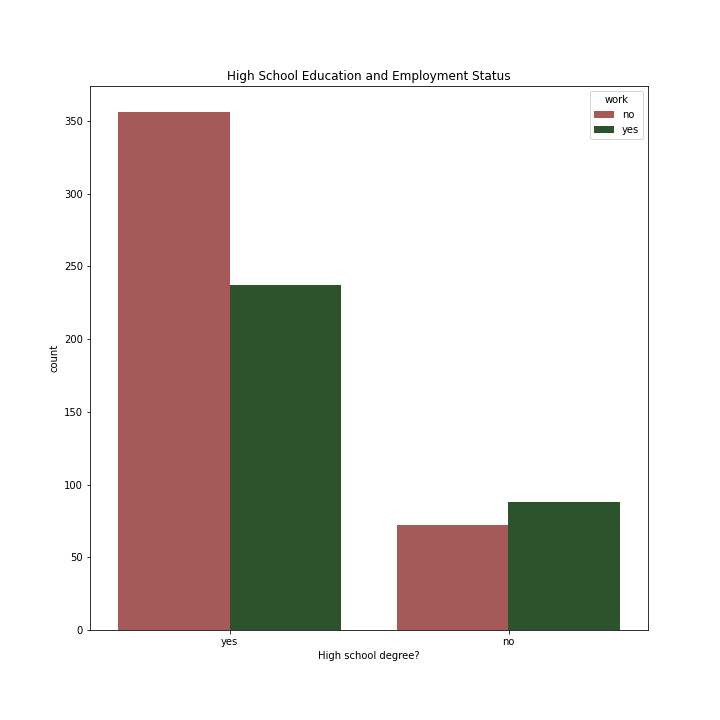 High School Education and Employment Status
work
no
yes
350
300
250
200
150
100
50
0
count
yes
no
High school degree?